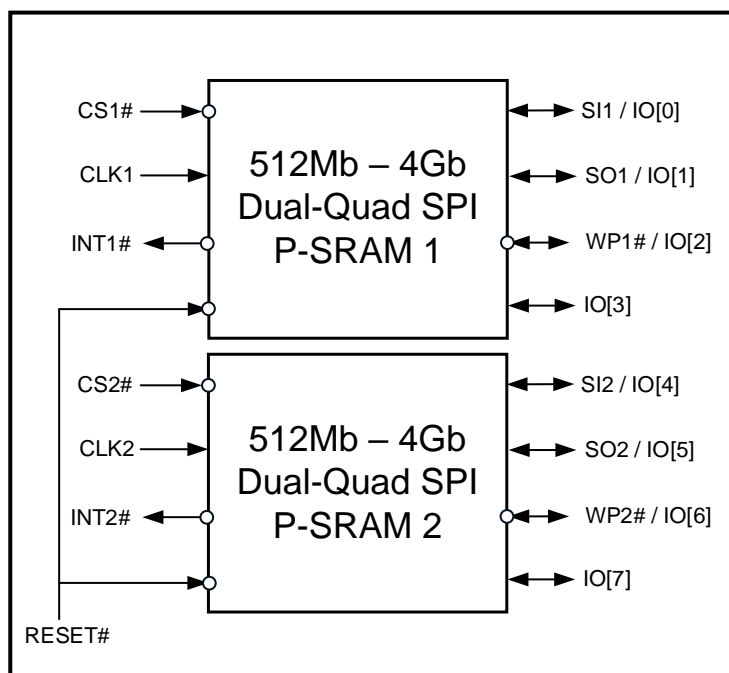 CS1#
CLK1
INT1#
512Mb – 4Gb
Dual-Quad SPI
P-SRAM 1
SI1 / IO[0]
SO1 / IO[1]
WP1# / IO[2]
IO[3]
CS2#
CLK2
INT2#
512Mb – 4Gb
Dual-Quad SPI
P-SRAM 2
SI2 / IO[4]
SO2 / IO[5]
WP2# / IO[6]
IO[7]
RESET#